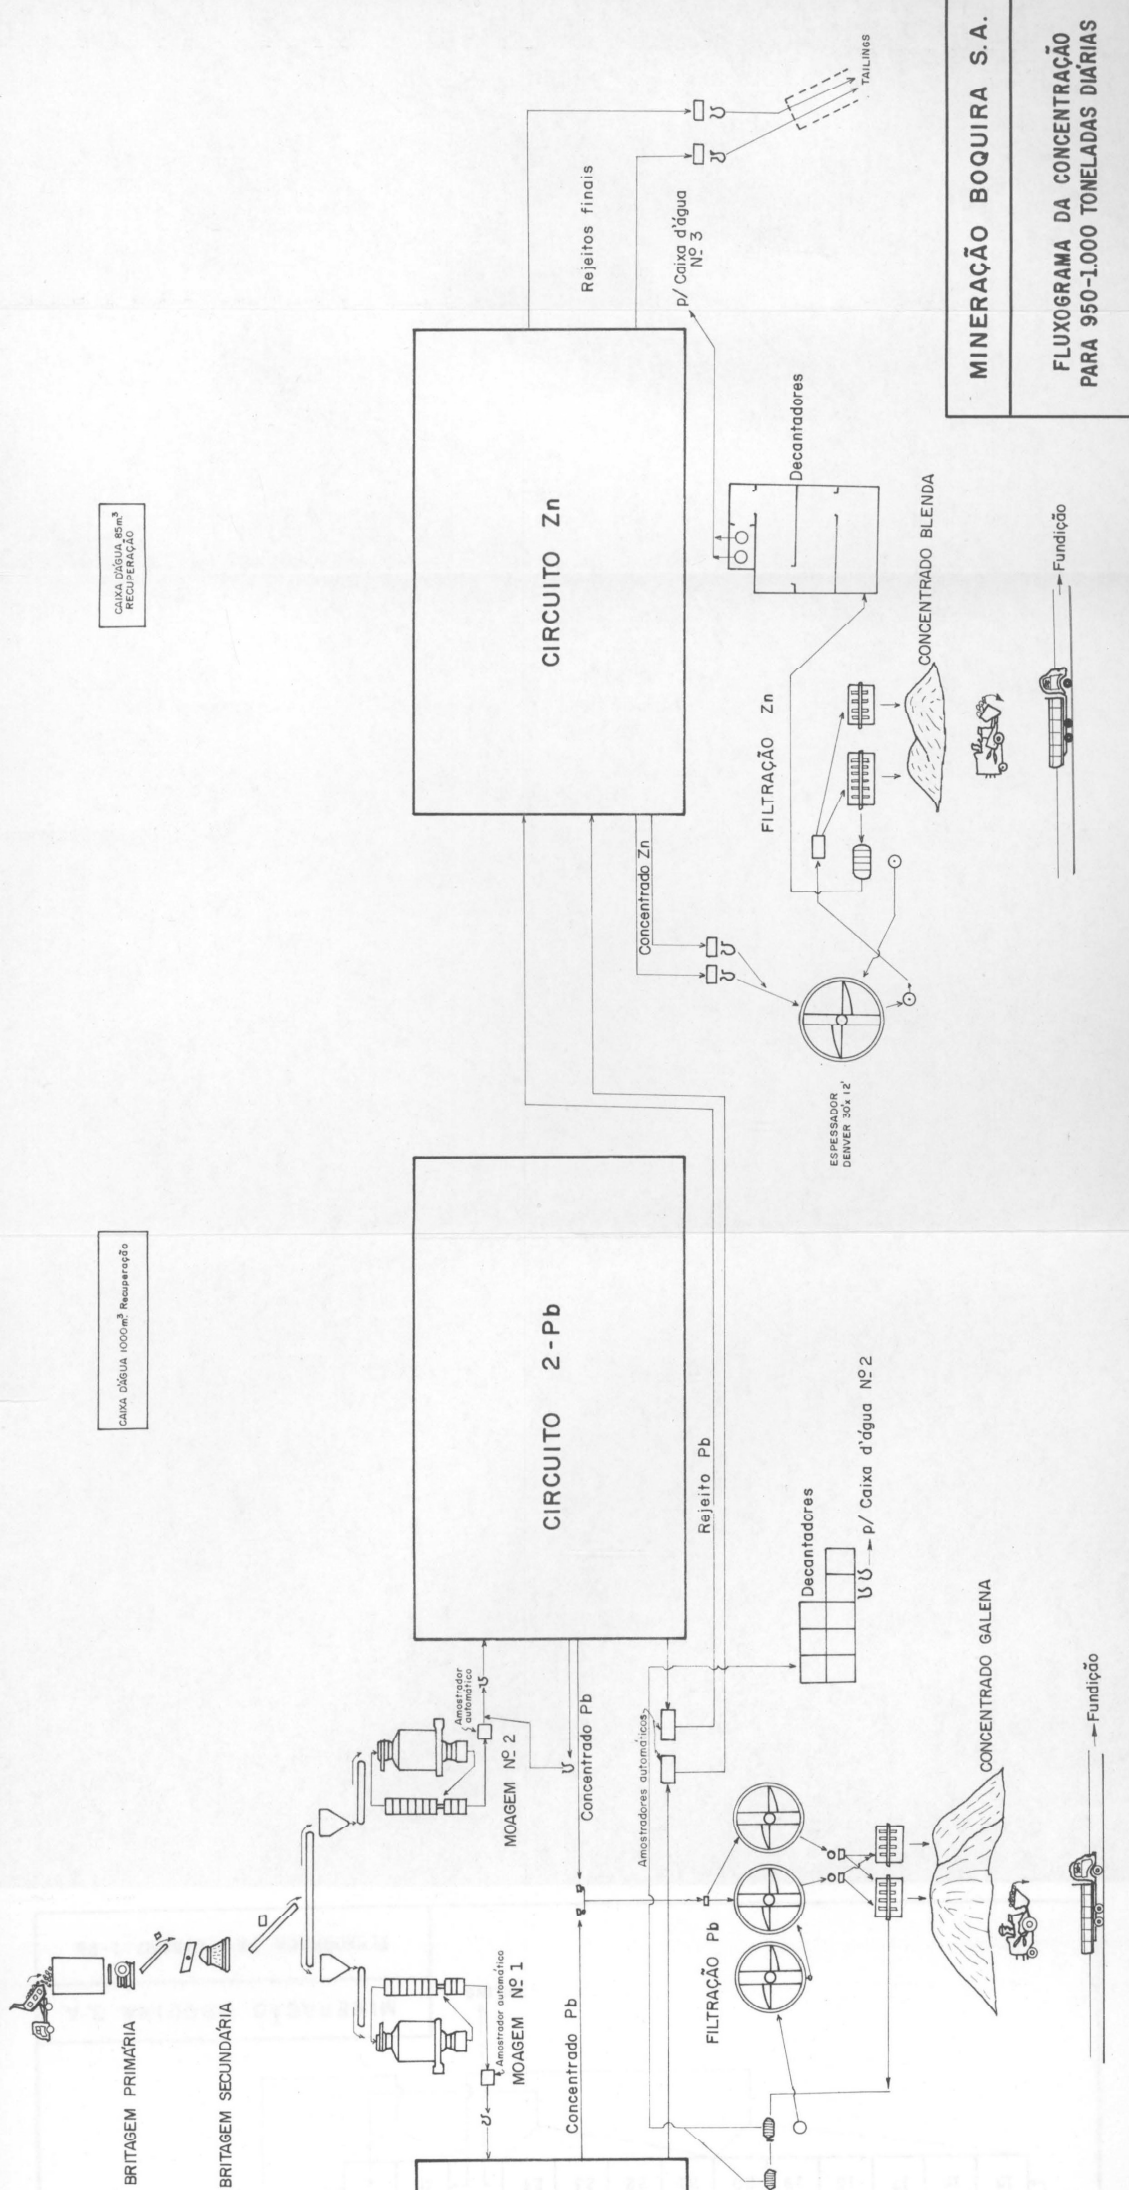 MINERAÇÃO BOQUIRA S.A.
FLUXOGRAMA DA CONCENTRAÇÃO
PARA 950-1.000 TONELADAS DIÁRIAS
BRITAGEM PRIMÁRIA
BRITAGEM SECUNDÁRIA
CAIXA D'ÁGUA 1000m³ Recuperação
CAIXA D'ÁGUA 85m³
RECUPERAÇÃO
Amostrador automático
MOAGEM Nº 1
Amostrador
automático
MOAGEM Nº 2
CIRCUITO 2-Pb
CIRCUITO Zn
Concentrado Pb
Concentrado Pb
Amostradores automáticos
Rejeito Pb
Concentrado Zn
Rejeitos finais
TAILINGS
p/ Caixa d'água
Nº 3
FILTRAÇÃO Pb
Decantadores
p/ Caixa d'água Nº 2
ESPESSADOR
DENVER 30'x 12'
FILTRAÇÃO Zn
Decantadores
CONCENTRADO GALENA
CONCENTRADO BLENDA
Fundição
Fundição